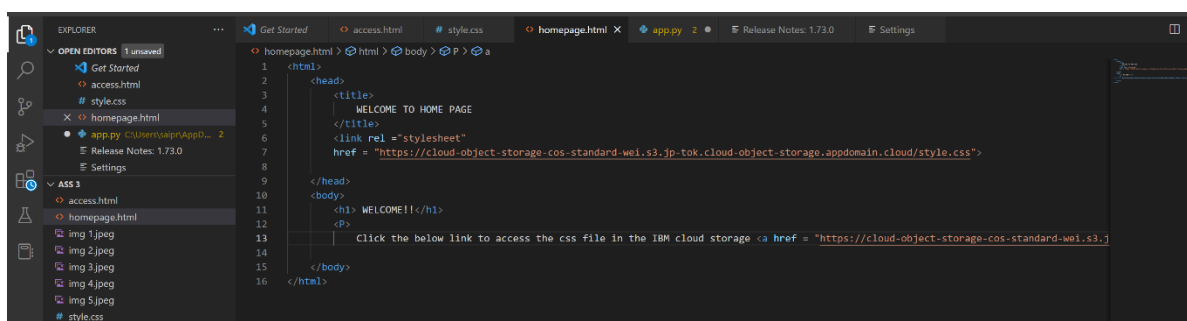 EXPLORER ...
OPEN EDITORS 1 unsaved
Get Started
access.html
# style.css
homepage.html
app.py C:\Users\saipr\AppD... 2
Release Notes: 1.73.0
Settings
ASS 3
access.html
homepage.html
img 1.jpeg
img 2.jpeg
img 3.jpeg
img 4.jpeg
img 5.jpeg
# style.css
Get Started access.html # style.css homepage.html app.py 2 Release Notes: 1.73.0 Settings
homepage.html > html > body > P > a
1 <html>
2 <head>
3 <title>
4 WELCOME TO HOME PAGE
5 </title>
6 <link rel ="stylesheet"
7 href = "https://cloud-object-storage-cos-standard-wei.s3.jp-tok.cloud-object-storage.appdomain.cloud/style.css">
8
9 </head>
10 <body>
11 <h1> WELCOME!!</h1>
12 <P>
13 Click the below link to access the css file in the IBM cloud storage <a href = "https://cloud-object-storage-cos-standard-wei.s3.j
14
15 </body>
16 </html>